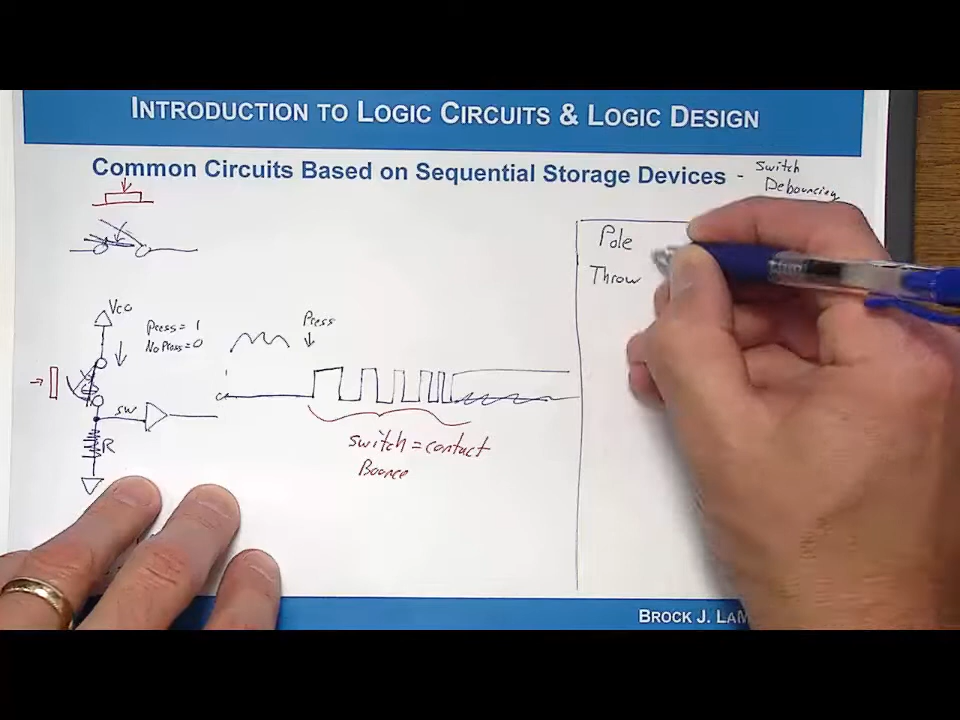 INTRODUCTION TO LOGIC CIRCUITS & LOGIC DESIGN
Common Circuits Based on Sequential Storage Devices - Switch
Debouncing
Pole
Throw
Vcc
Press = 1
No Press = 0
Press
SW
R
switch = contact
Bounce
BROCK J. LAM